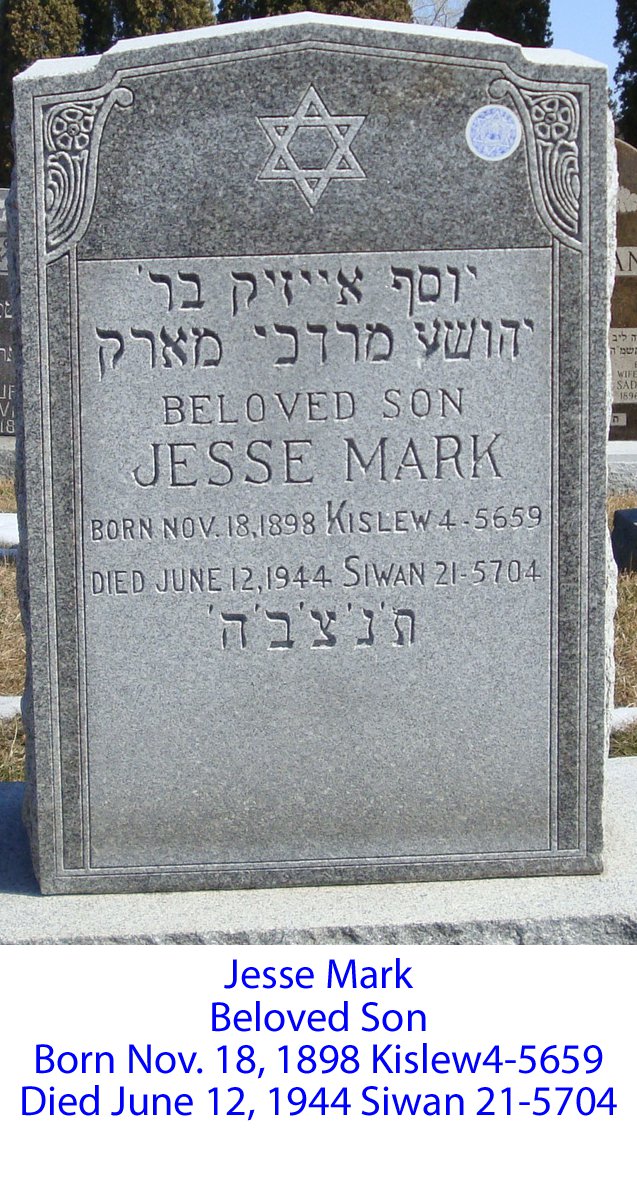 יוסף אייזיק בר'
יהושע מרדכי מארק
BELOVED SON
JESSE MARK
BORN NOV. 18, 1898 KISLEW 4-5659
DIED JUNE 12, 1944 SIWAN 21-5704
ת'נ'צ'ב'ה'
WIFE
Jesse Mark
Beloved Son
Born Nov. 18, 1898 Kislew4-5659
Died June 12, 1944 Siwan 21-5704